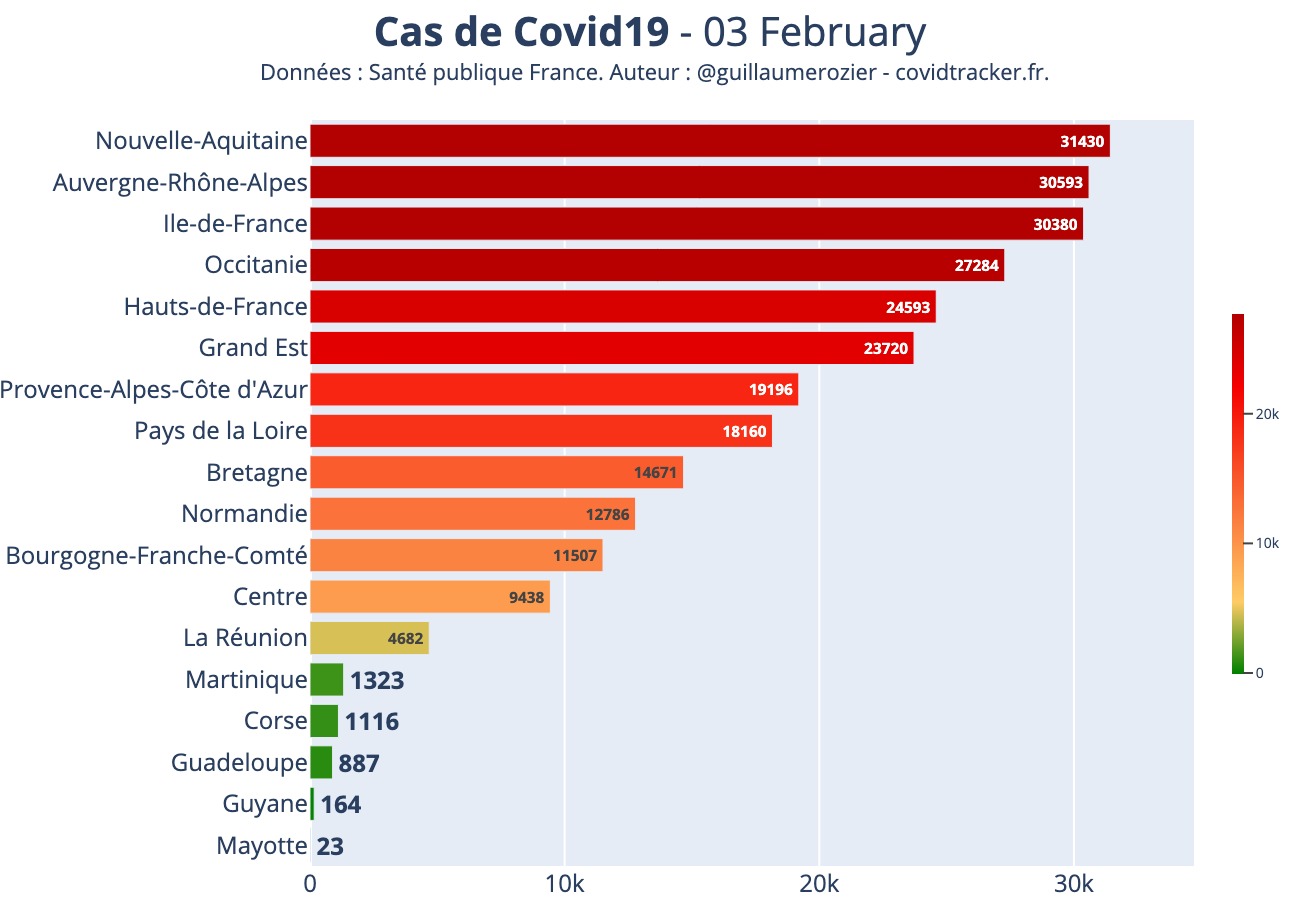 Cas de Covid19 - 03 February
Données : Santé publique France. Auteur : @guillaumerozier - covidtracker.fr.
Nouvelle-Aquitaine 31430
Auvergne-Rhône-Alpes 30593
Ile-de-France 30380
Occitanie 27284
Hauts-de-France 24593
Grand Est 23720
Provence-Alpes-Côte d'Azur 19196
Pays de la Loire 18160
Bretagne 14671
Normandie 12786
Bourgogne-Franche-Comté 11507
Centre 9438
La Réunion 4682
Martinique 1323
Corse 1116
Guadeloupe 887
Guyane 164
Mayotte 23
0 10k 20k 30k
20k
10k
0